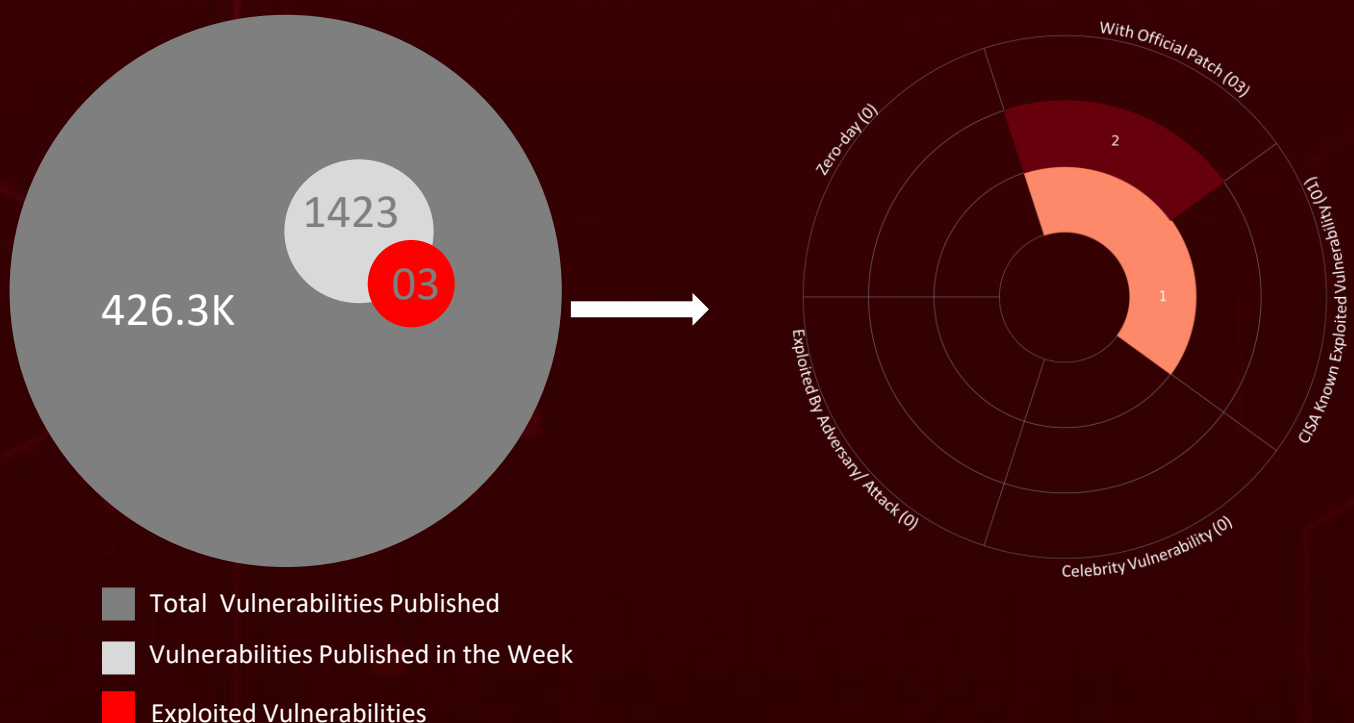 426.3K
1423
03
Total Vulnerabilities Published
Vulnerabilities Published in the Week
Exploited Vulnerabilities
With Official Patch (03)
Zero-day (0)
2
1
CISA Known Exploited Vulnerability (01)
Exploited By Adversary/ Attack (0)
Celebrity Vulnerability (0)